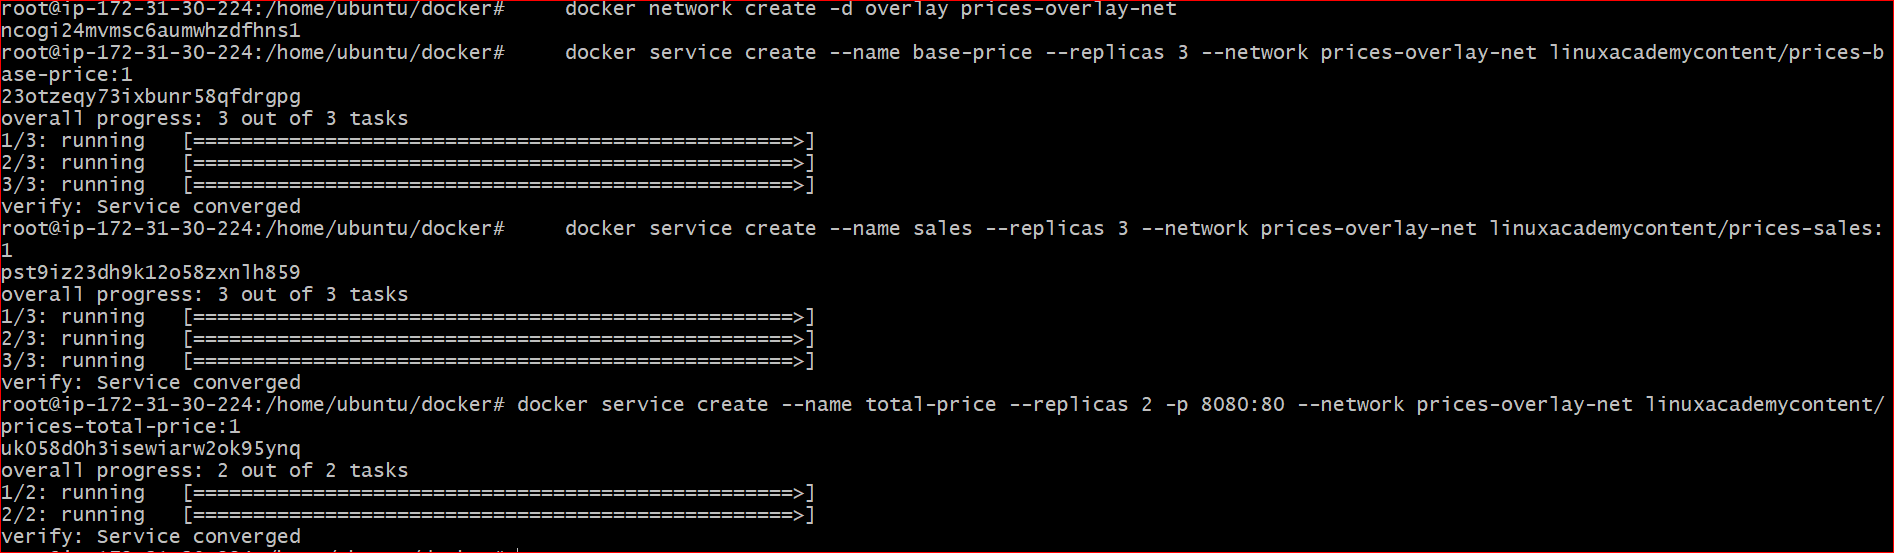 root@ip-172-31-30-224:/home/ubuntu/docker#     docker network create -d overlay prices-overlay-net
ncogi24mvmsc6aumwhzdfhns1
root@ip-172-31-30-224:/home/ubuntu/docker#     docker service create --name base-price --replicas 3 --network prices-overlay-net linuxacademycontent/prices-b
ase-price:1
23otzeqy73ixbunr58qfdrgpg
overall progress: 3 out of 3 tasks
1/3: running   [==================================================>]
2/3: running   [==================================================>]
3/3: running   [==================================================>]
verify: Service converged
root@ip-172-31-30-224:/home/ubuntu/docker#     docker service create --name sales --replicas 3 --network prices-overlay-net linuxacademycontent/prices-sales:
1
pst9iz23dh9k12o58zxnlh859
overall progress: 3 out of 3 tasks
1/3: running   [==================================================>]
2/3: running   [==================================================>]
3/3: running   [==================================================>]
verify: Service converged
root@ip-172-31-30-224:/home/ubuntu/docker# docker service create --name total-price --replicas 2 -p 8080:80 --network prices-overlay-net linuxacademycontent/
prices-total-price:1
uk058d0h3isewiarw2ok95ynq
overall progress: 2 out of 2 tasks
1/2: running   [==================================================>]
2/2: running   [==================================================>]
verify: Service converged